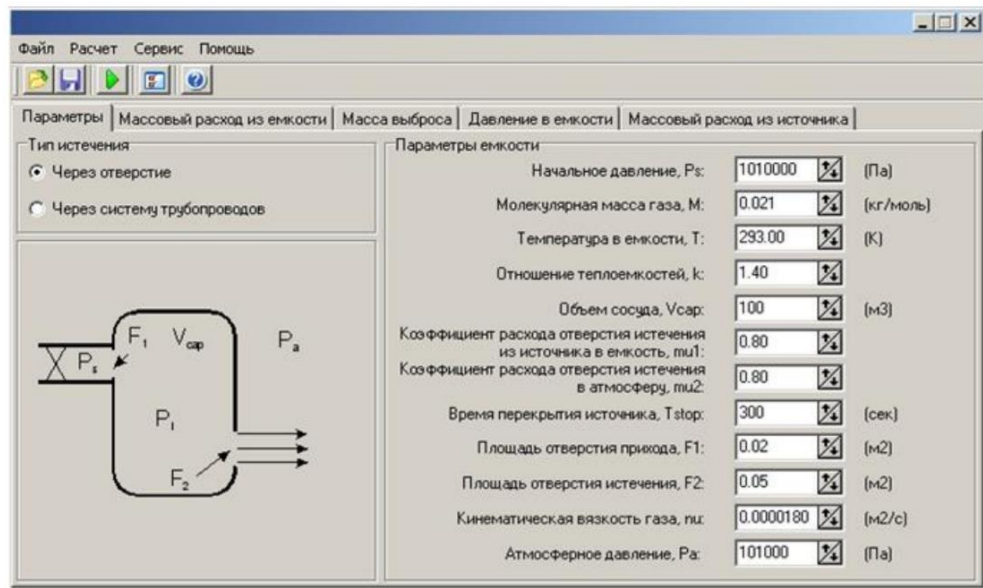 Файл Расчет Сервис Помощь
Параметры Массовый расход из емкости Масса выброса Давление в емкости Массовый расход из источника
Тип истечения
Через отверстие
Через систему трубопроводов
F₁ V_cap P_a
P_s
P_i
F₂
Параметры емкости
Начальное давление, Ps: 1010000 (Па)
Молекулярная масса газа, M: 0.021 (кг/моль)
Температура в емкости, T: 293.00 (K)
Отношение теплоемкостей, k: 1.40
Объем сосуда, Vcap: 100 (м3)
Коэффициент расхода отверстия истечения
из источника в емкость, mu1: 0.80
Коэффициент расхода отверстия истечения
в атмосферу, mu2: 0.80
Время перекрытия источника, Tstop: 300 (сек)
Площадь отверстия прихода, F1: 0.02 (м2)
Площадь отверстия истечения, F2: 0.05 (м2)
Кинематическая вязкость газа, nu: 0.0000180 (м2/с)
Атмосферное давление, Pa: 101000 (Па)